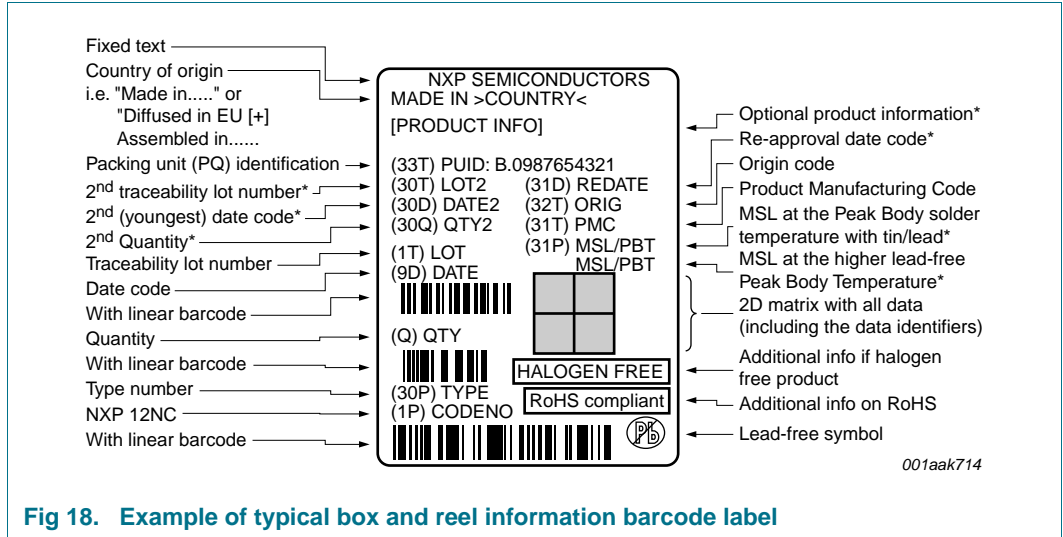 Fixed text
Country of origin
i.e. "Made in....." or
"Diffused in EU [+]
Assembled in......
Packing unit (PQ) identification
2nd traceability lot number*
2nd (youngest) date code*
2nd Quantity*
Traceability lot number
Date code
With linear barcode
Quantity
With linear barcode
Type number
NXP 12NC
With linear barcode
NXP SEMICONDUCTORS
MADE IN >COUNTRY<
[PRODUCT INFO]
(33T) PUID: B.0987654321
(30T) LOT2 (31D) REDATE
(30D) DATE2 (32T) ORIG
(30Q) QTY2 (31T) PMC
(31P) MSL/PBT
(1T) LOT
MSL/PBT
(9D) DATE
(Q) QTY
HALOGEN FREE
(30P) TYPE
RoHS compliant
(1P) CODENO
Pb
Optional product information*
Re-approval date code*
Origin code
Product Manufacturing Code
MSL at the Peak Body solder
temperature with tin/lead*
MSL at the higher lead-free
Peak Body Temperature*
2D matrix with all data
(including the data identifiers)
Additional info if halogen
free product
Additional info on RoHS
Lead-free symbol
001aak714
Fig 18. Example of typical box and reel information barcode label